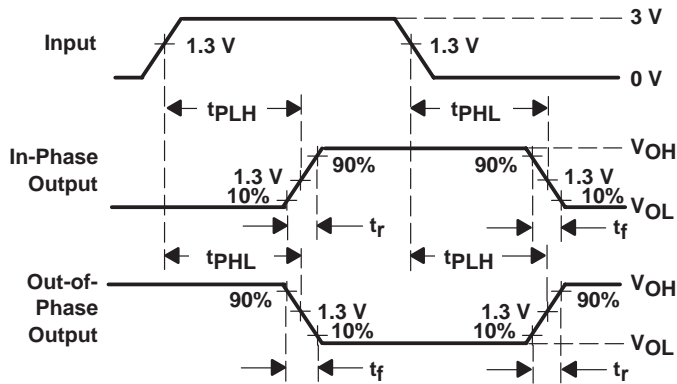 3 V
Input
1.3 V
1.3 V
0 V
tPLH
tPHL
In-Phase
Output
VOH
90%
90%
1.3 V
1.3 V
10%
10%
VOL
tr
tf
tPHL
tPLH
Out-of-
Phase
Output
VOH
90%
90%
1.3 V
1.3 V
10%
10%
VOL
tf
tr